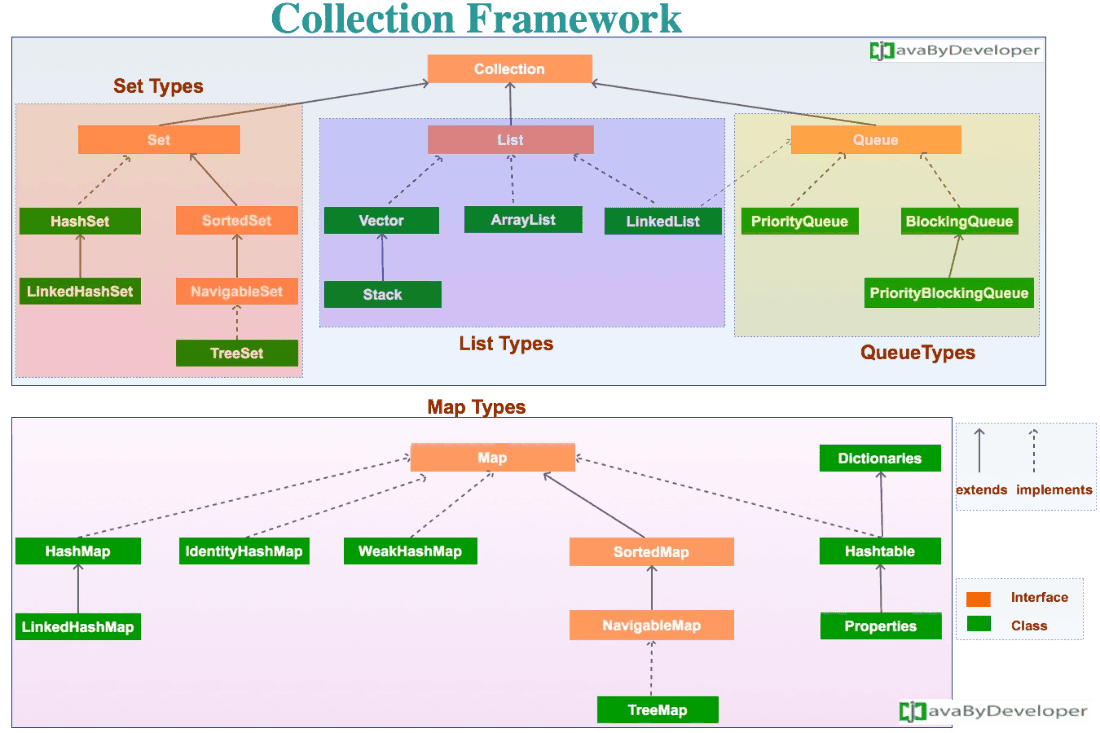 Collection Framework
JavaByDeveloper
Collection
Set Types
Set
List
Queue
HashSet
SortedSet
Vector
ArrayList
LinkedList
PriorityQueue
BlockingQueue
LinkedHashSet
NavigableSet
Stack
PriorityBlockingQueue
TreeSet
List Types
QueueTypes
Map Types
Map
Dictionaries
extends
implements
HashMap
IdentityHashMap
WeakHashMap
SortedMap
Hashtable
LinkedHashMap
NavigableMap
Properties
Interface
Class
TreeMap
JavaByDeveloper